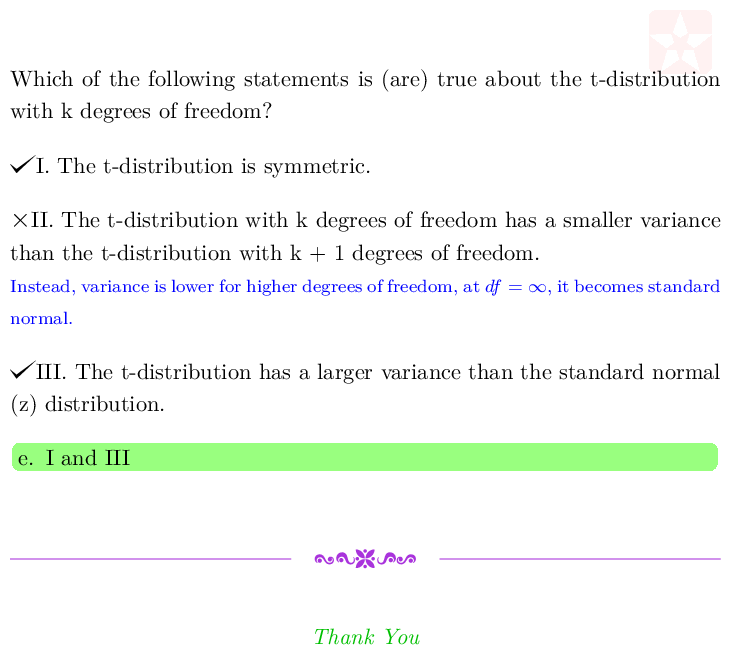 Which of the following statements is (are) true about the t-distribution
with k degrees of freedom?
✓I. The t-distribution is symmetric.
×II. The t-distribution with k degrees of freedom has a smaller variance
than the t-distribution with k + 1 degrees of freedom.
Instead, variance is lower for higher degrees of freedom, at df = ∞, it becomes standard
normal.
✓III. The t-distribution has a larger variance than the standard normal
(z) distribution.
e. I and III
Thank You